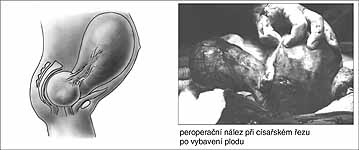 peroperační nález při císařském řezu
po vybavení plodu